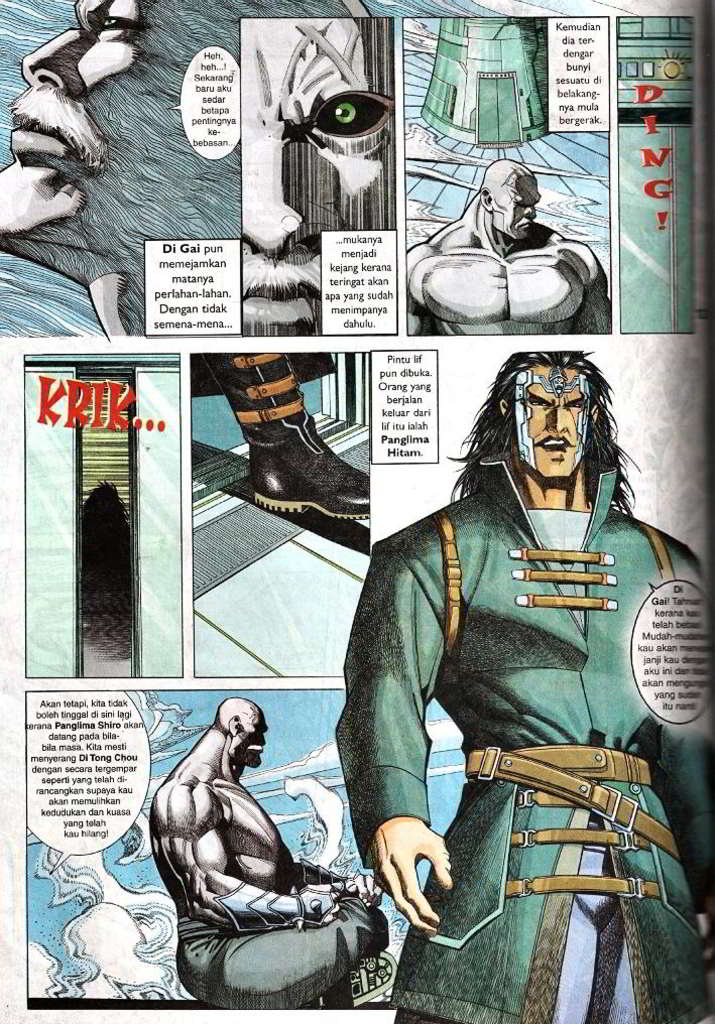 Heh,
heh...!
Sekarang
baru aku
sedar
betapa
pentingnya
ke-
bebasan...
Di Gai pun
memejamkan
matanya
perlahan-lahan.
Dengan tidak
semena-mena...
...mukanya
menjadi
kejang kerana
teringat akan
apa yang sudah
menimpanya
dahulu.
Kemudian
dia ter-
dengar
bunyi
sesuatu di
belakang-
nya mula
bergerak.
DING!
KRIK...
Pintu lif
pun dibuka.
Orang yang
berjalan
keluar dari
lif itu ialah
Panglima
Hitam.
Di
Gai!
kerana
telah
kau akan
janji kau
aku ini dan
akan
yang sudah
itu nanti!
Akan tetapi, kita tidak
boleh tinggal di sini lagi
kerana Panglima Shiro akan
datang pada bila-
bila masa. Kita mesti
menyerang Di Tong Chou
dengan secara tergempar
seperti yang telah di-
rancangkan supaya kau
akan memulihkan
kedudukan dan kuasa
yang telah
kau hilang!